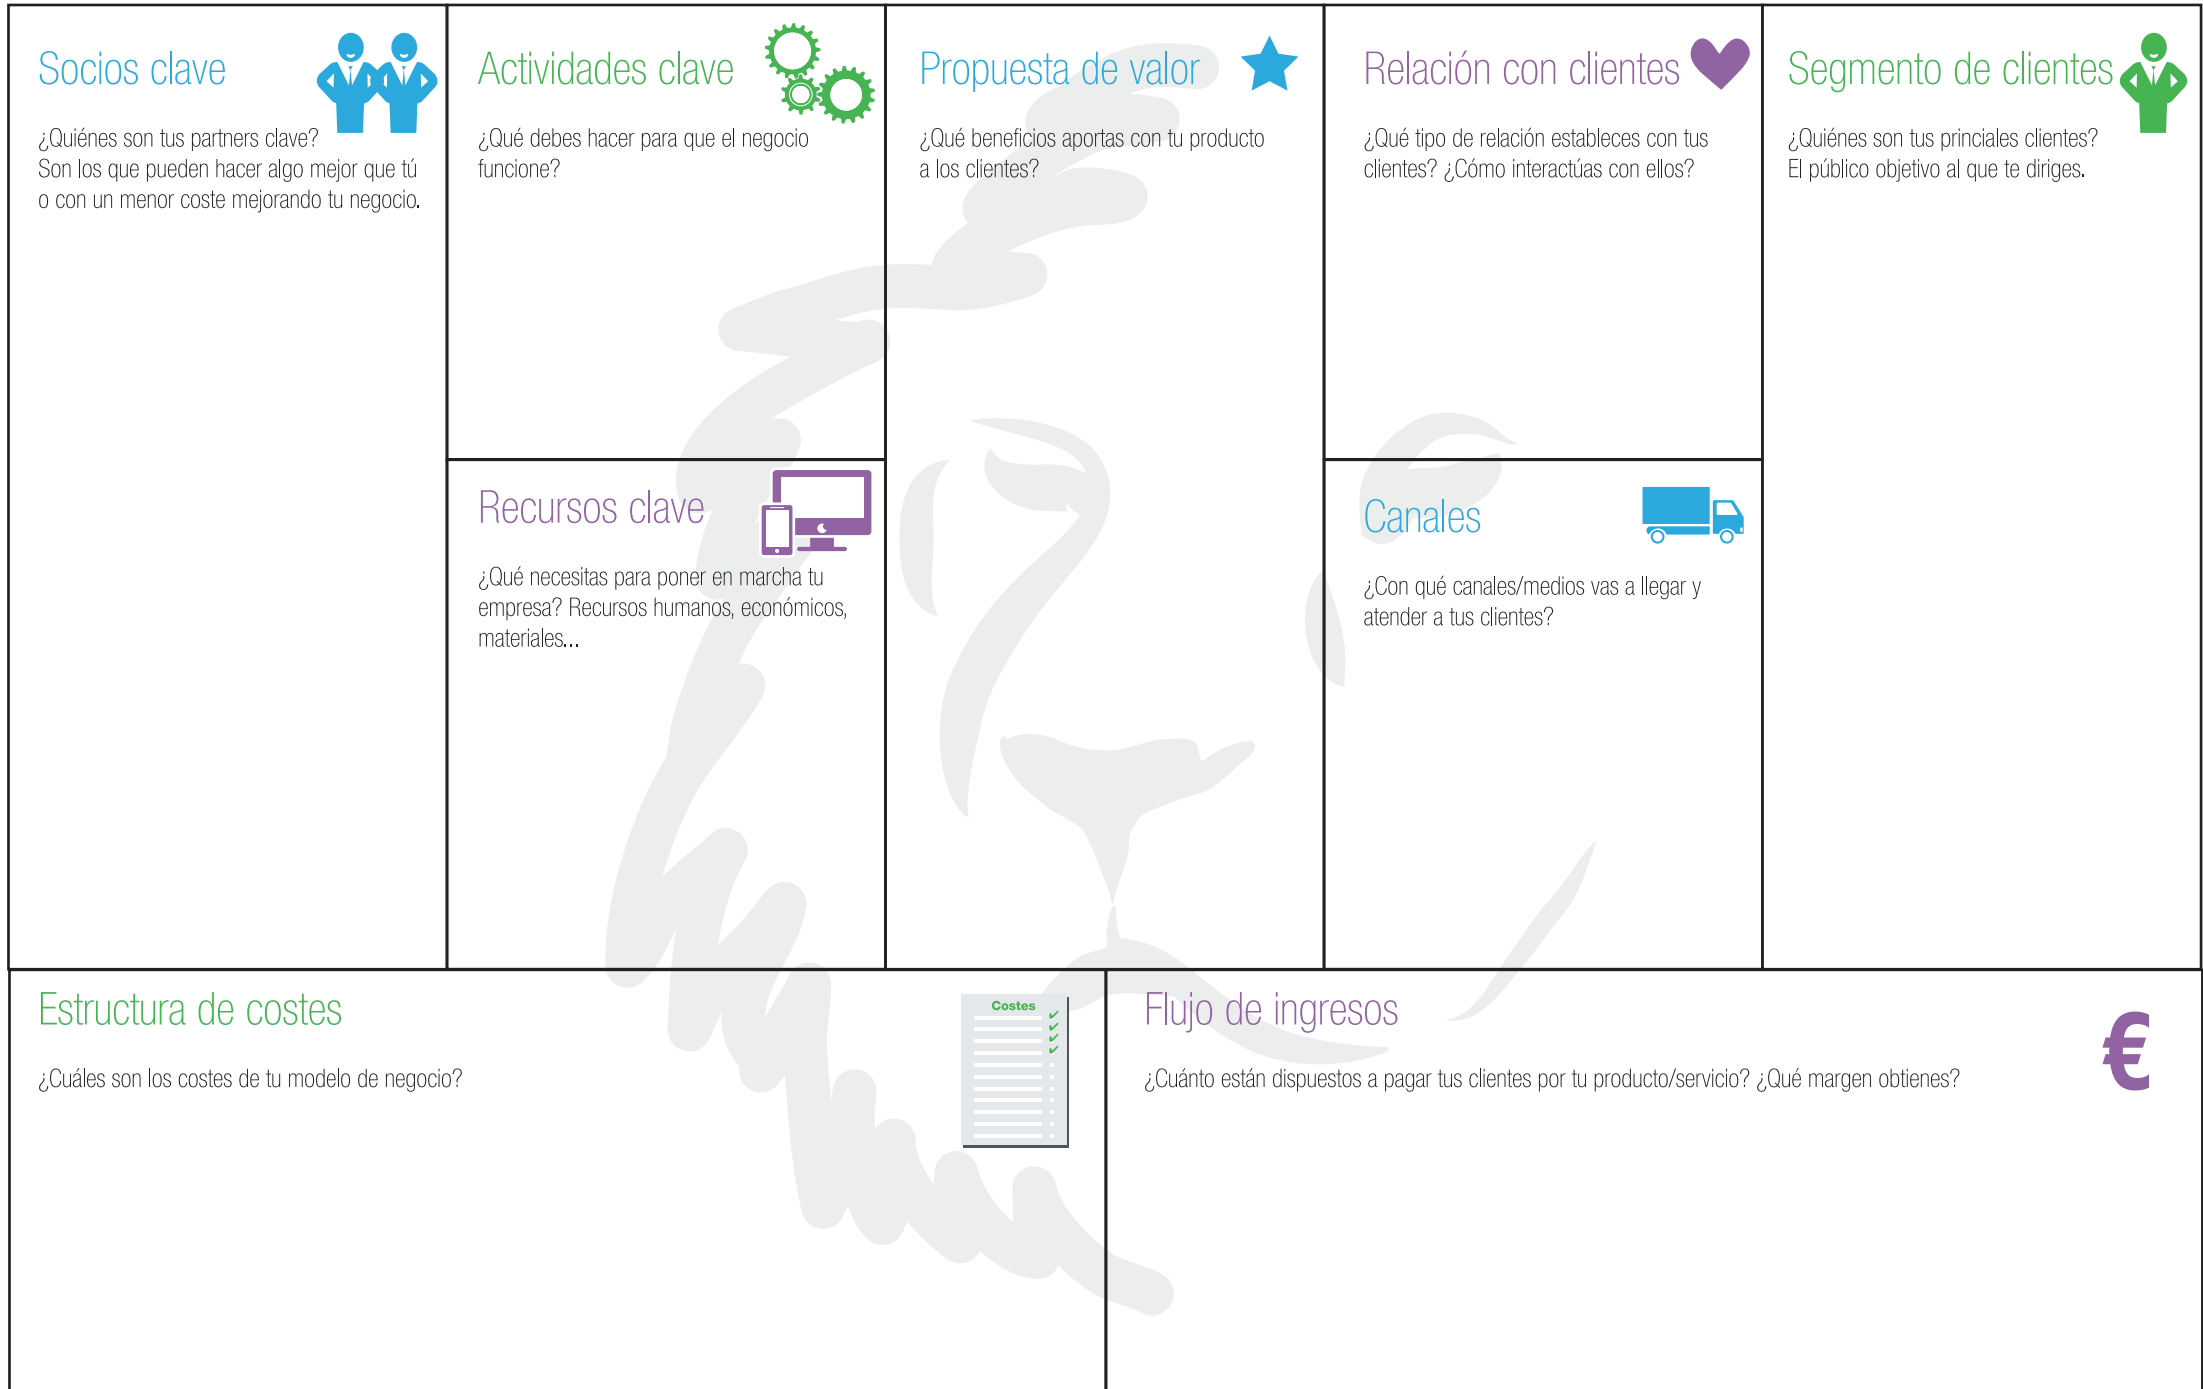 Socios clave
¿Quiénes son tus partners clave?
Son los que pueden hacer algo mejor que tú
o con un menor coste mejorando tu negocio.
Actividades clave
¿Qué debes hacer para que el negocio
funcione?
Recursos clave
¿Qué necesitas para poner en marcha tu
empresa? Recursos humanos, económicos,
materiales...
Propuesta de valor
¿Qué beneficios aportas con tu producto
a los clientes?
Relación con clientes
¿Qué tipo de relación estableces con tus
clientes? ¿Cómo interactúas con ellos?
Canales
¿Con qué canales/medios vas a llegar y
atender a tus clientes?
Segmento de clientes
¿Quiénes son tus princiales clientes?
El público objetivo al que te diriges.
Estructura de costes
¿Cuáles son los costes de tu modelo de negocio?
Costes
Flujo de ingresos
¿Cuánto están dispuestos a pagar tus clientes por tu producto/servicio? ¿Qué margen obtienes?
€